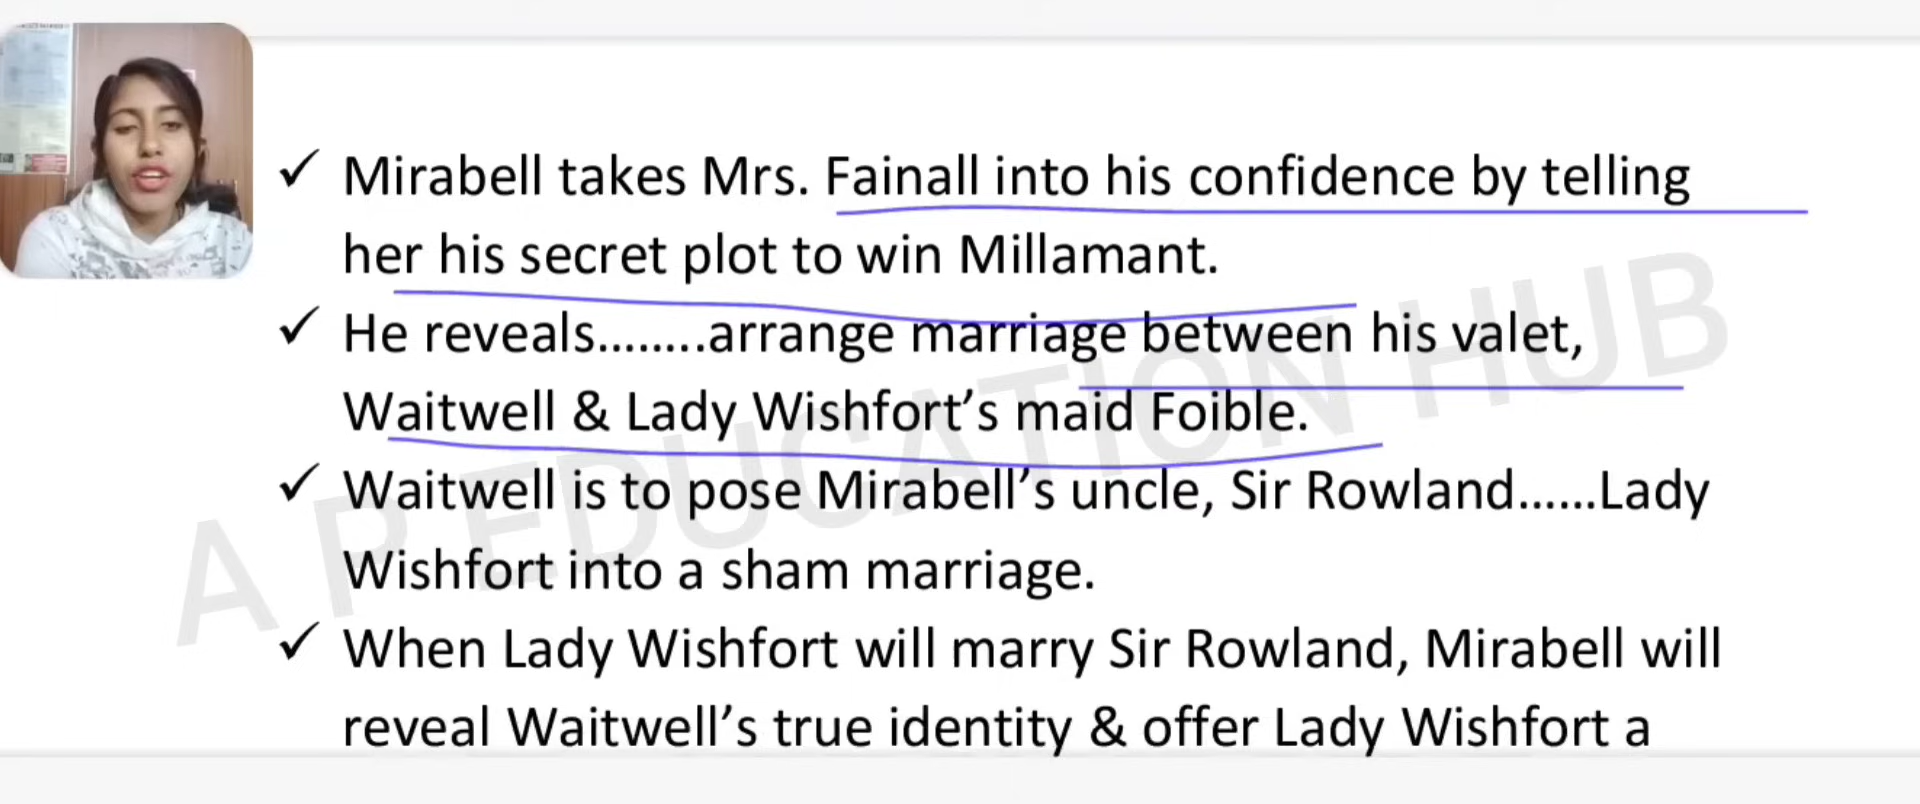 ✓ Mirabell takes Mrs. Fainall into his confidence by telling
her his secret plot to win Millamant.
✓ He reveals........arrange marriage between his valet,
Waitwell & Lady Wishfort’s maid Foible.
✓ Waitwell is to pose Mirabell’s uncle, Sir Rowland......Lady
Wishfort into a sham marriage.
✓ When Lady Wishfort will marry Sir Rowland, Mirabell will
reveal Waitwell’s true identity & offer Lady Wishfort a
A P EDUCATION HUB